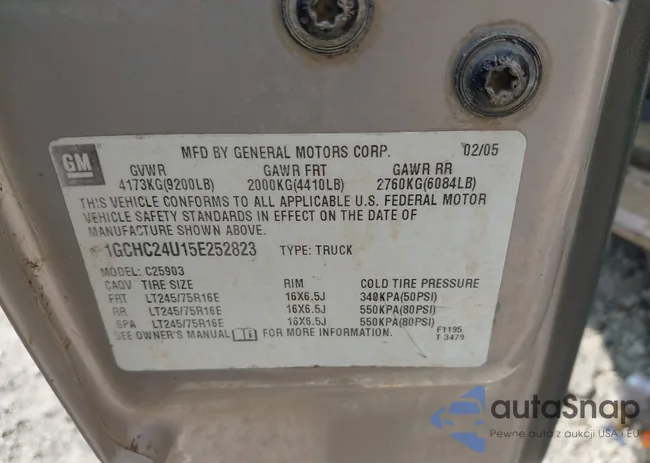 GM
MFD BY GENERAL MOTORS CORP. 02/05
GVWR GAWR FRT GAWR RR
4173KG(9200LB) 2000KG(4410LB) 2760KG(6084LB)
THIS VEHICLE CONFORMS TO ALL APPLICABLE U.S. FEDERAL MOTOR
VEHICLE SAFETY STANDARDS IN EFFECT ON THE DATE OF
MANUFACTURE SHOWN ABOVE.
1GCHC24U15E252823 TYPE: TRUCK
MODEL: C25903
CAOV TIRE SIZE RIM COLD TIRE PRESSURE
FRT LT245/75R16E 16X6.5J 340KPA(50PSI)
RR LT245/75R16E 16X6.5J 550KPA(80PSI)
SPA LT245/75R16E 16X6.5J 550KPA(80PSI)
SEE OWNER'S MANUAL FOR MORE INFORMATION. F1195
T 3479
autoSnap
Pewne auto z aukcji USA i EU